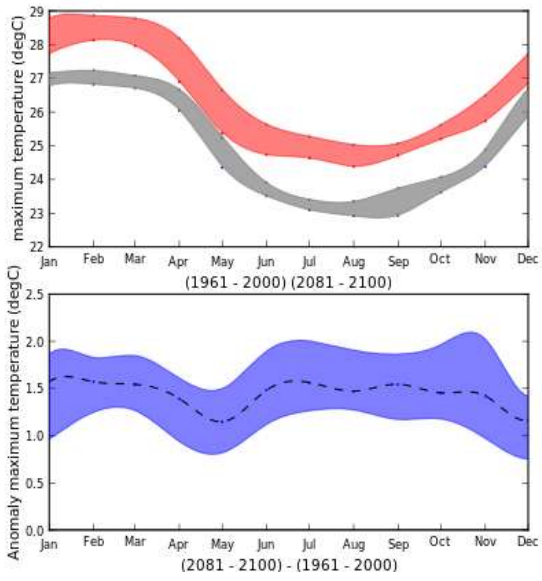 maximum temperature (degC)
29
28
27
26
25
24
23
22
Jan Feb Mar Apr May Jun Jul Aug Sep Oct Nov Dec
(1961 - 2000) (2081 - 2100)
Anomaly maximum temperature (degC)
2.5
2.0
1.5
1.0
0.5
0.0
Jan Feb Mar Apr May Jun Jul Aug Sep Oct Nov Dec
(2081 - 2100) - (1961 - 2000)